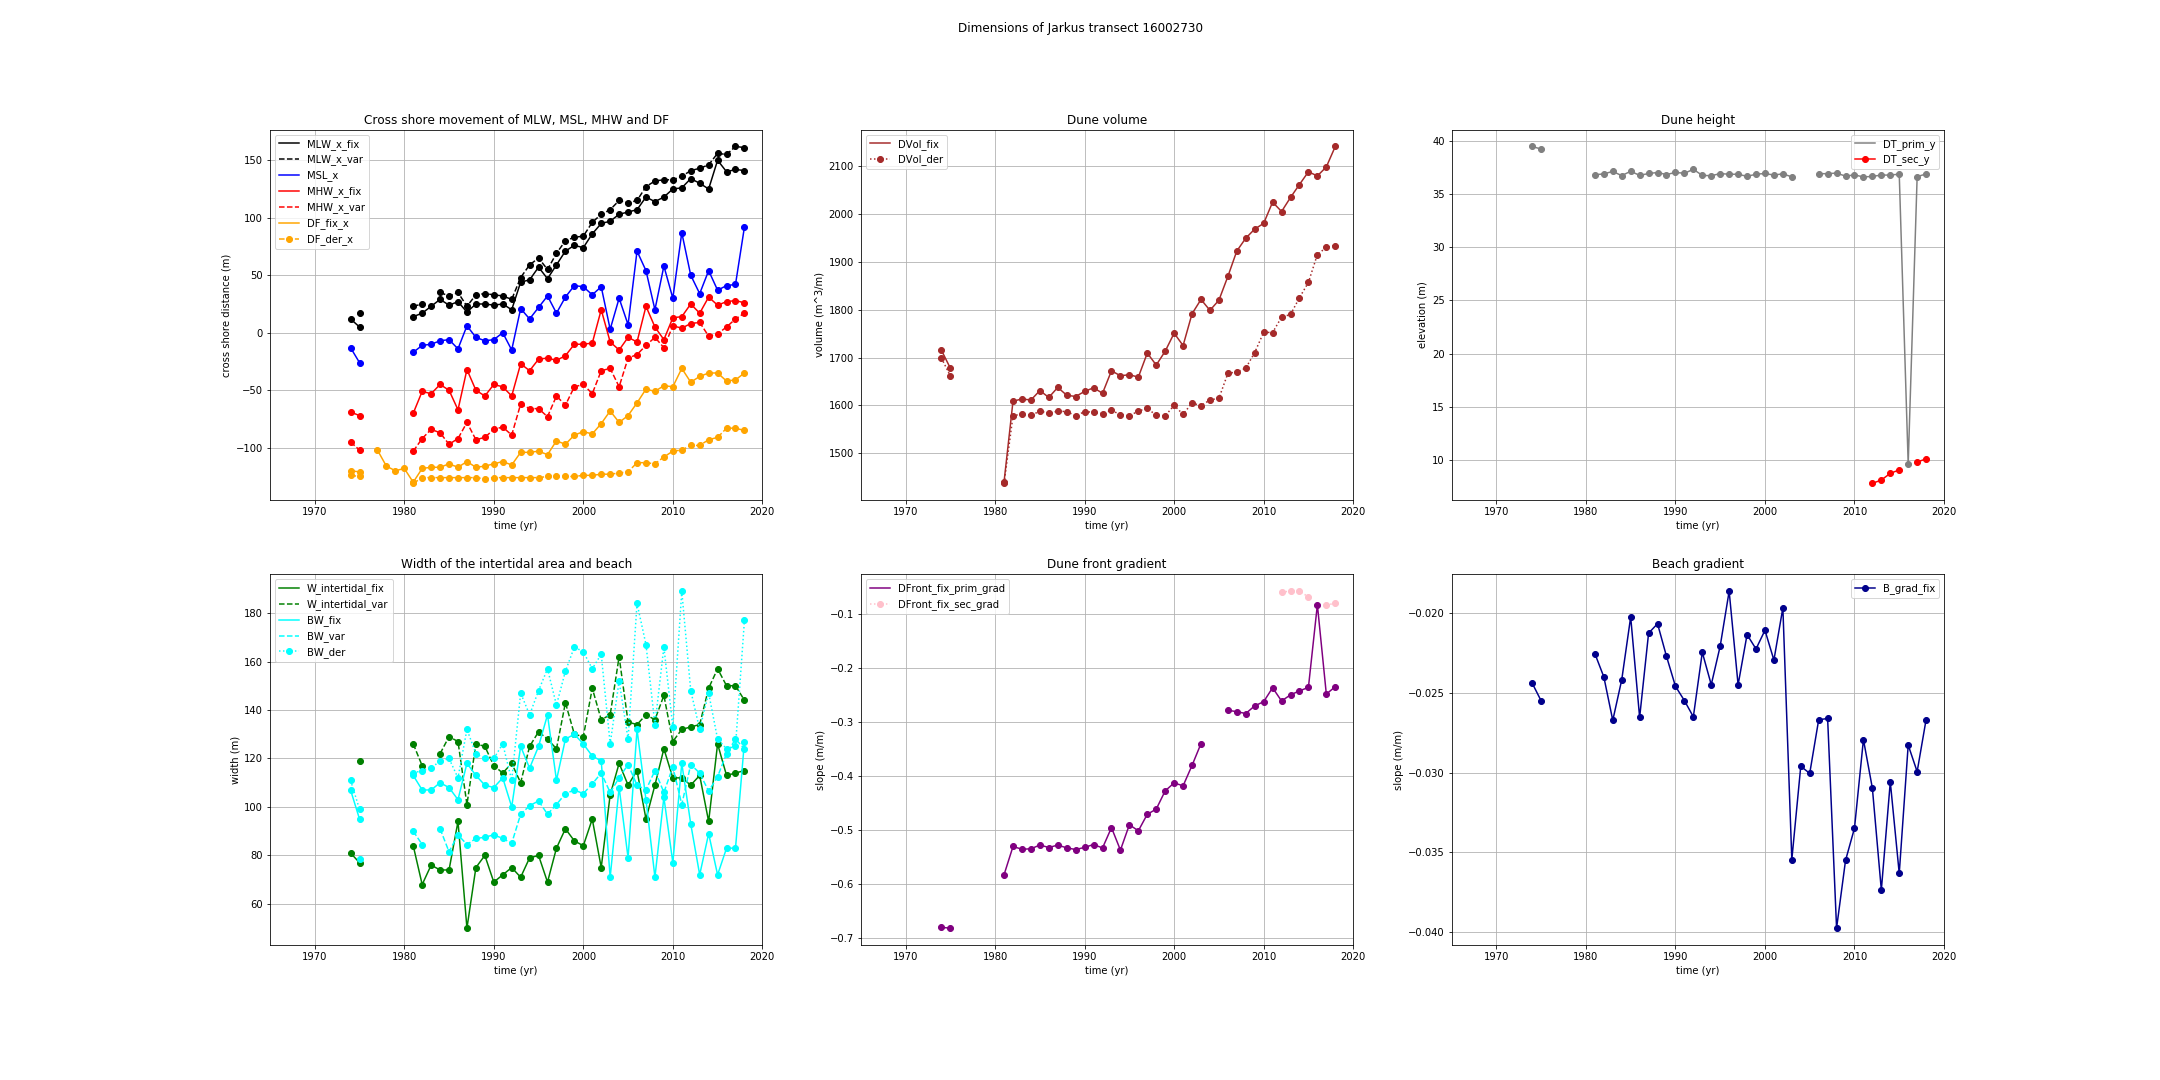 Dimensions of Jarkus transect 16002730
Cross shore movement of MLW, MSL, MHW and DF
cross shore distance (m)
150
100
50
0
−50
−100
MLW_x_fix
MLW_x_var
MSL_x
MHW_x_fix
MHW_x_var
DF_fix_x
DF_der_x
1970 1980 1990 2000 2010 2020
time (yr)
Dune volume
volume (m^3/m)
2100
2000
1900
1800
1700
1600
1500
DVol_fix
DVol_der
1970 1980 1990 2000 2010 2020
time (yr)
Dune height
elevation (m)
40
35
30
25
20
15
10
DT_prim_y
DT_sec_y
1970 1980 1990 2000 2010 2020
time (yr)
Width of the intertidal area and beach
width (m)
180
160
140
120
100
80
60
W_intertidal_fix
W_intertidal_var
BW_fix
BW_var
BW_der
1970 1980 1990 2000 2010 2020
time (yr)
Dune front gradient
slope (m/m)
−0.1
−0.2
−0.3
−0.4
−0.5
−0.6
−0.7
DFront_fix_prim_grad
DFront_fix_sec_grad
1970 1980 1990 2000 2010 2020
time (yr)
Beach gradient
slope (m/m)
−0.020
−0.025
−0.030
−0.035
−0.040
B_grad_fix
1970 1980 1990 2000 2010 2020
time (yr)